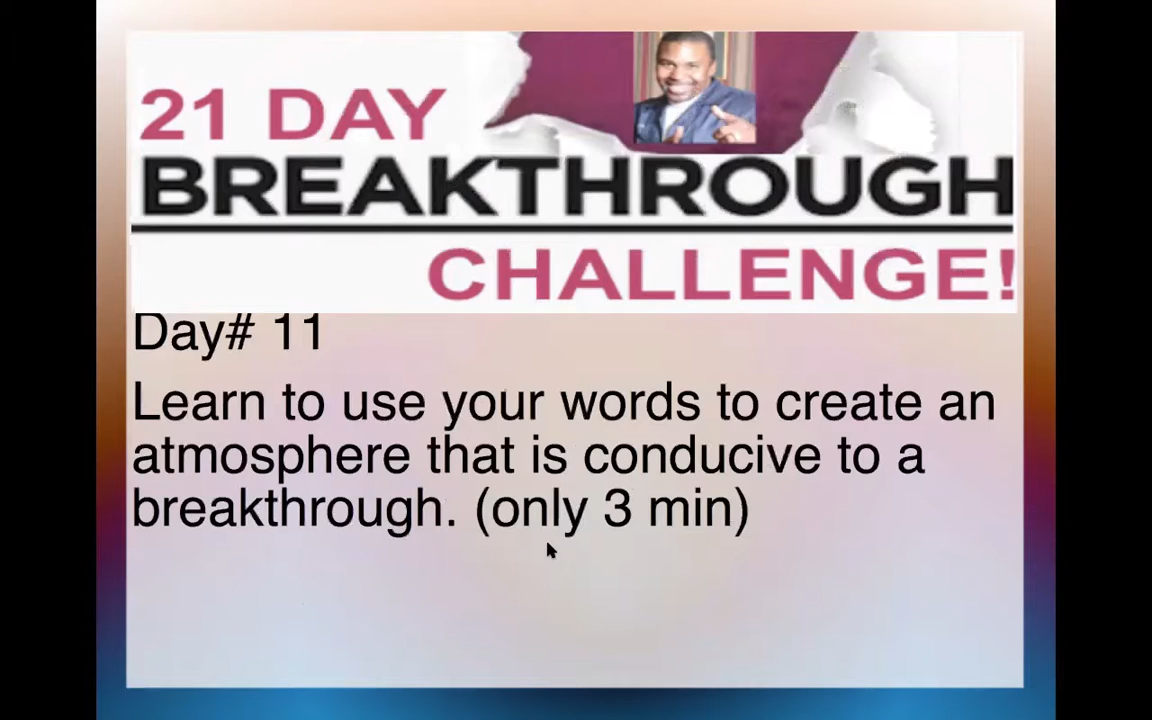 21 DAY
BREAKTHROUGH
CHALLENGE!
Day# 11
Learn to use your words to create an
atmosphere that is conducive to a
breakthrough. (only 3 min)